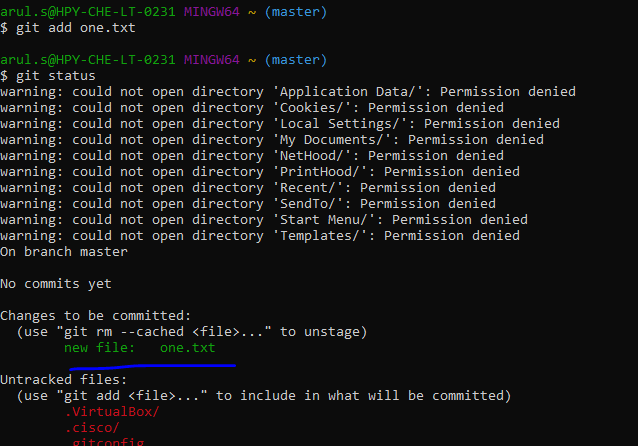 arul.s@HPY-CHE-LT-0231 MINGW64 ~ (master)
$ git add one.txt
arul.s@HPY-CHE-LT-0231 MINGW64 ~ (master)
$ git status
warning: could not open directory 'Application Data/': Permission denied
warning: could not open directory 'Cookies/': Permission denied
warning: could not open directory 'Local Settings/': Permission denied
warning: could not open directory 'My Documents/': Permission denied
warning: could not open directory 'NetHood/': Permission denied
warning: could not open directory 'PrintHood/': Permission denied
warning: could not open directory 'Recent/': Permission denied
warning: could not open directory 'SendTo/': Permission denied
warning: could not open directory 'Start Menu/': Permission denied
warning: could not open directory 'Templates/': Permission denied
On branch master
No commits yet
Changes to be committed:
  (use "git rm --cached <file>..." to unstage)
        new file:   one.txt
Untracked files:
  (use "git add <file>..." to include in what will be committed)
        .VirtualBox/
        .cisco/
        .gitconfig